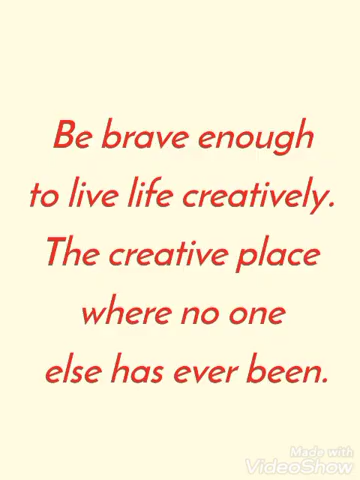 Be brave enough
to live life creatively.
The creative place
where no one
else has ever been.
Made with
VideoShow